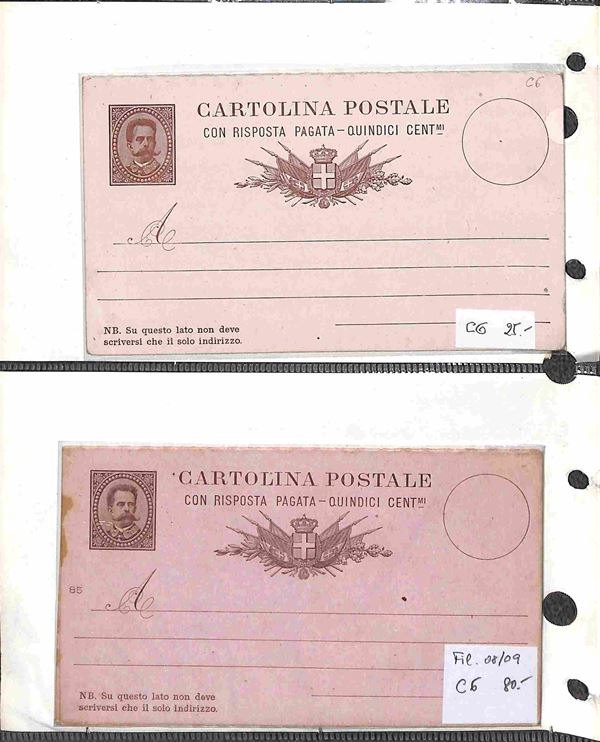 C6
CARTOLINA POSTALE
CON RISPOSTA PAGATA—QUINDICI CENT.MI
A
NB. Su questo lato non deve
scriversi che il solo indirizzo.
C6 25.-
CARTOLINA POSTALE
CON RISPOSTA PAGATA—QUINDICI CENT.MI
85
A
Fil. 08/09
C6 80.-
NB. Su questo lato non deve
scriversi che il solo indirizzo.